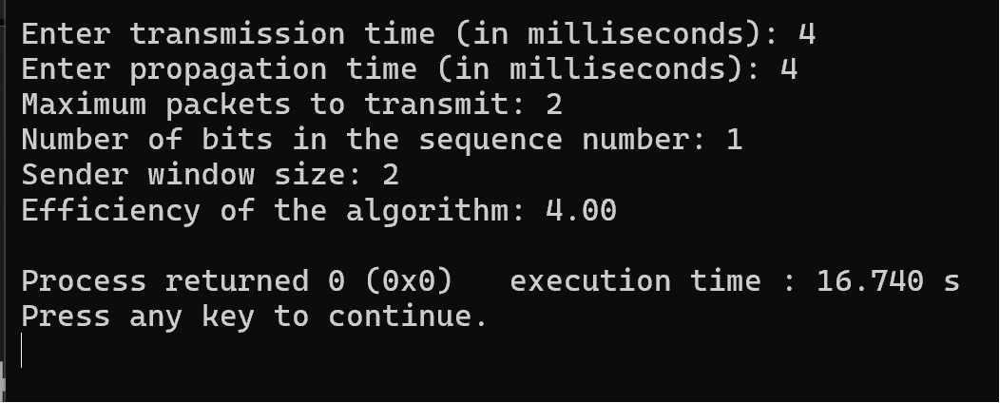 Enter transmission time (in milliseconds): 4
Enter propagation time (in milliseconds): 4
Maximum packets to transmit: 2
Number of bits in the sequence number: 1
Sender window size: 2
Efficiency of the algorithm: 4.00
Process returned 0 (0x0)   execution time : 16.740 s
Press any key to continue.